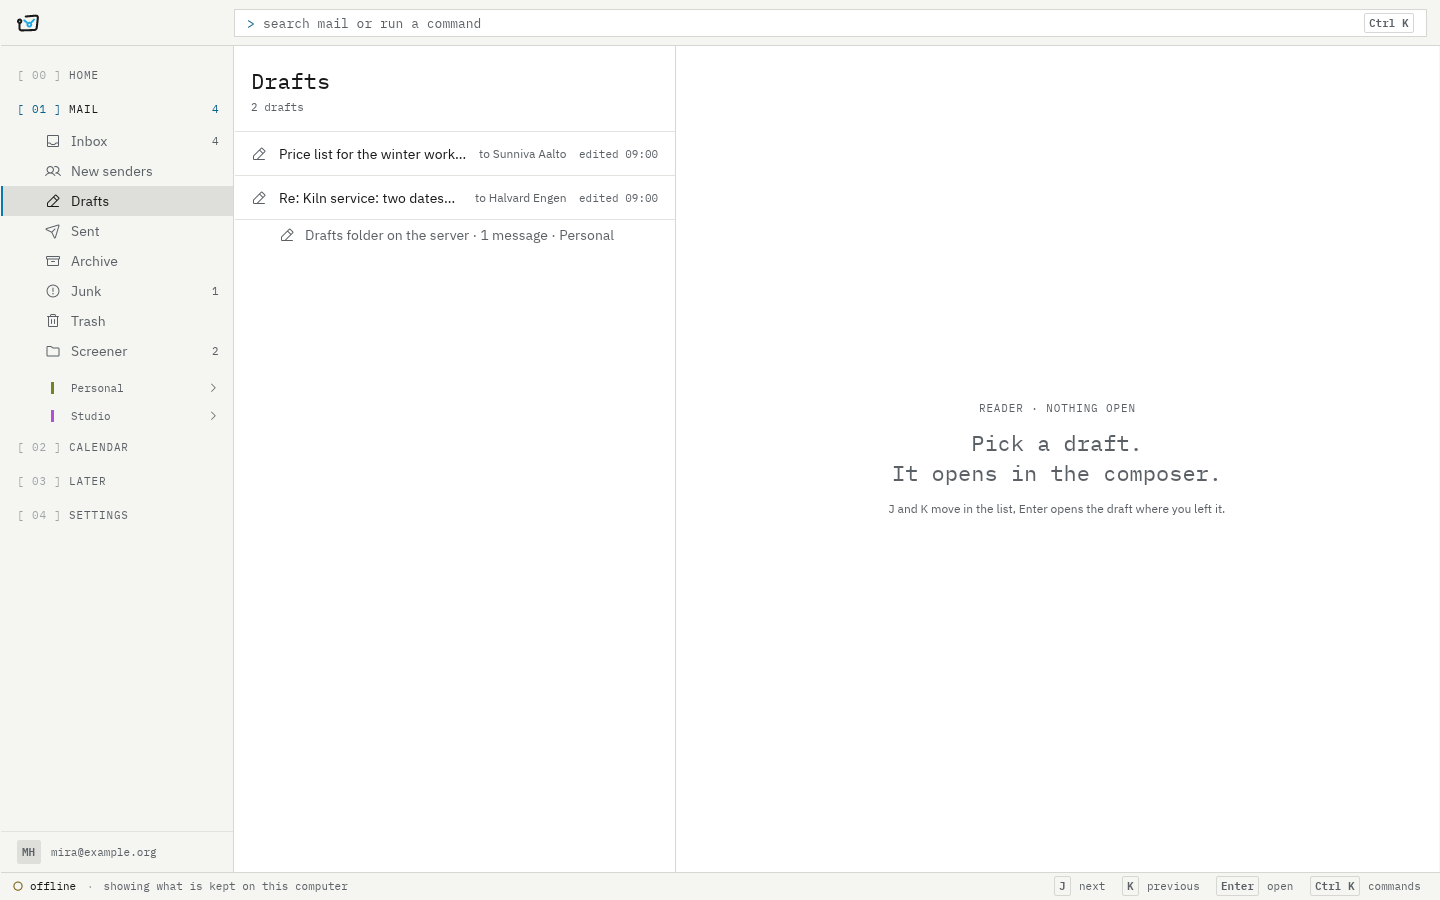 > search mail or run a command Ctrl K
[ 00 ] HOME
[ 01 ] MAIL 4
Inbox 4
New senders
Drafts
Sent
Archive
Junk 1
Trash
Screener 2
Personal
Studio
[ 02 ] CALENDAR
[ 03 ] LATER
[ 04 ] SETTINGS
MH mira@example.org
Drafts
2 drafts
Price list for the winter work... to Sunniva Aalto edited 09:00
Re: Kiln service: two dates... to Halvard Engen edited 09:00
Drafts folder on the server · 1 message · Personal
READER · NOTHING OPEN
Pick a draft.
It opens in the composer.
J and K move in the list, Enter opens the draft where you left it.
offline · showing what is kept on this computer
J next K previous Enter open Ctrl K commands